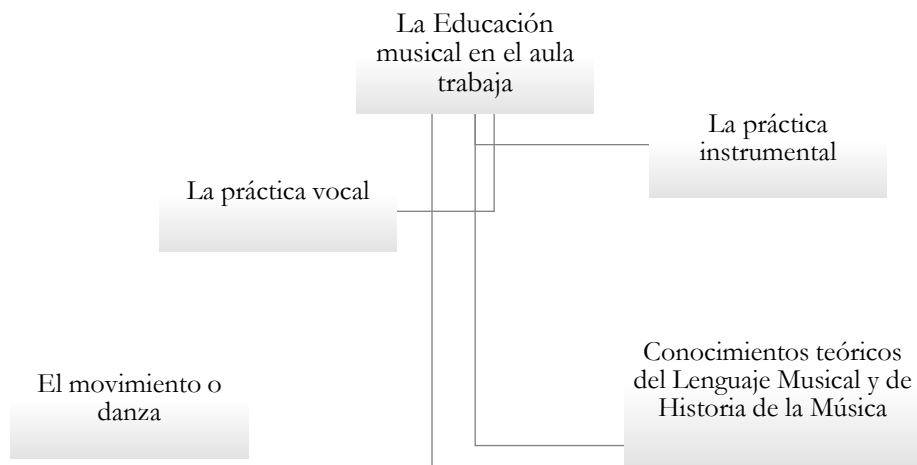 La Educación
musical en el aula
trabaja
La práctica
instrumental
La práctica vocal
Conocimientos teóricos
del Lenguaje Musical y de
Historia de la Música
El movimiento o
danza